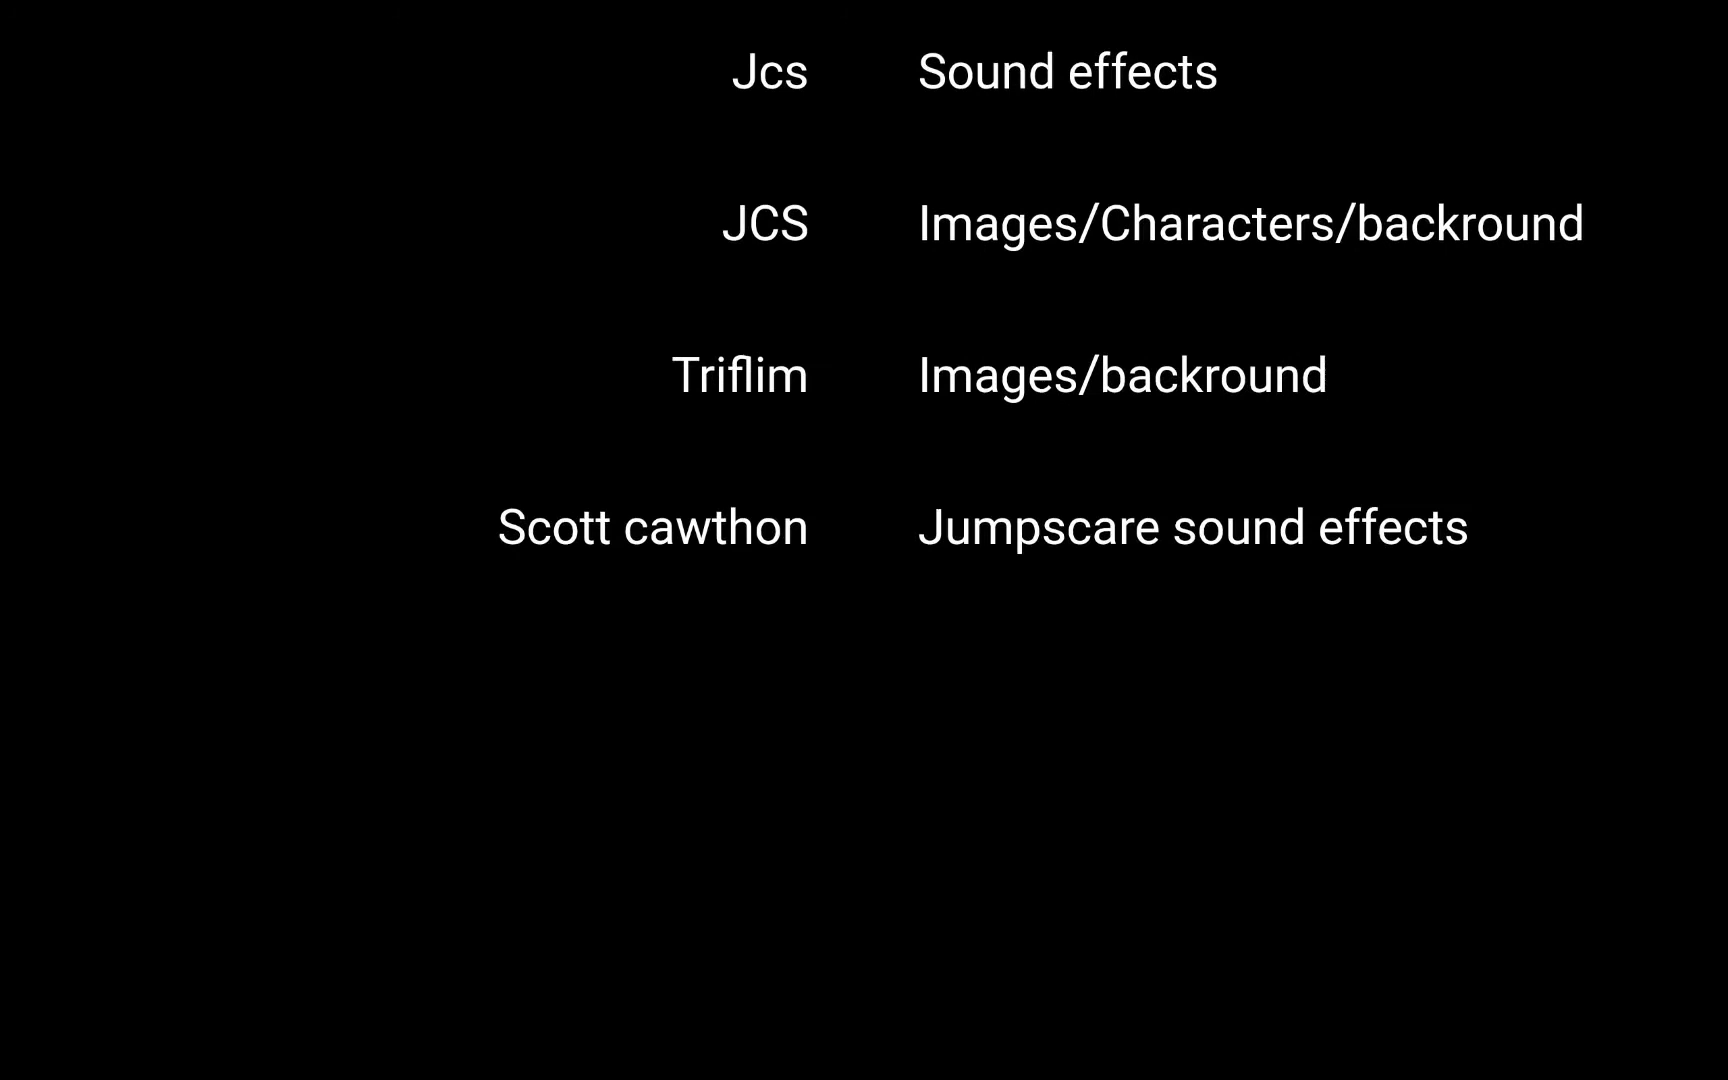 Jcs Sound effects
JCS Images/Characters/backround
Triflim Images/backround
Scott cawthon Jumpscare sound effects